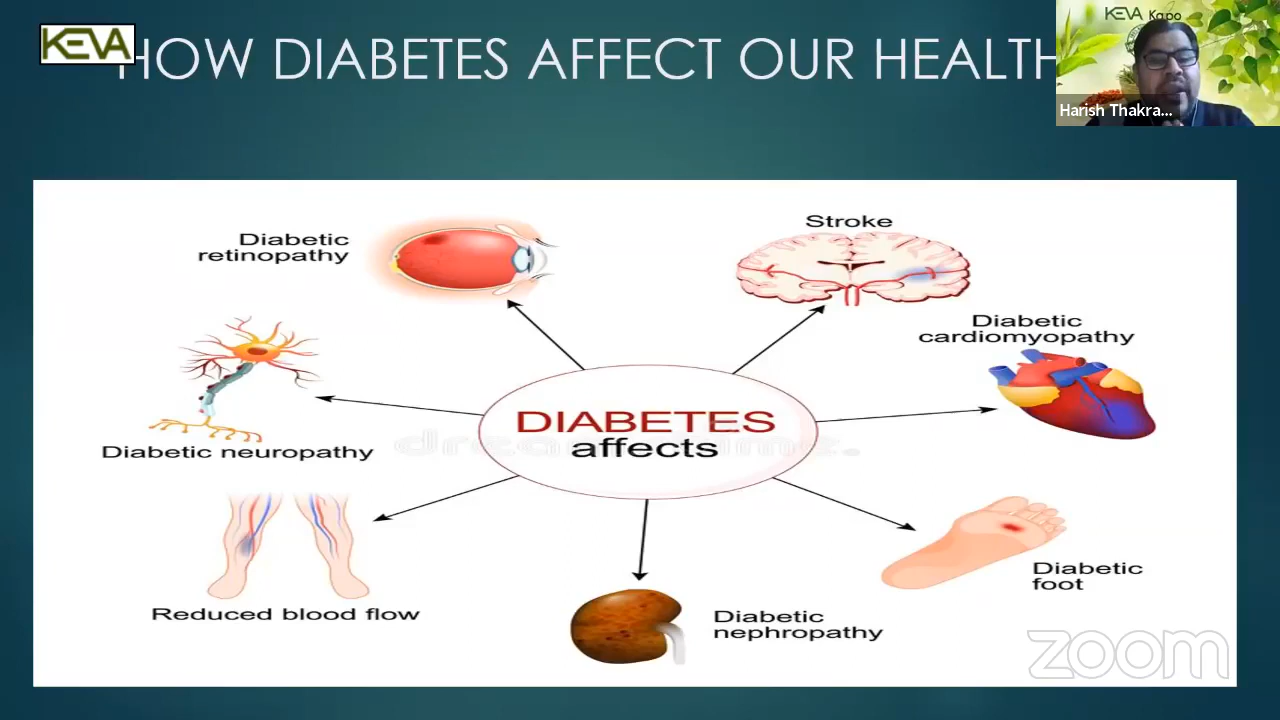 KEVA
HOW DIABETES AFFECT OUR HEALTH
KEVA
Harish Thakra...
Diabetic
retinopathy
Stroke
Diabetic
cardiomyopathy
DIABETES
affects
Diabetic neuropathy
Reduced blood flow
Diabetic
nephropathy
Diabetic
foot
zoom